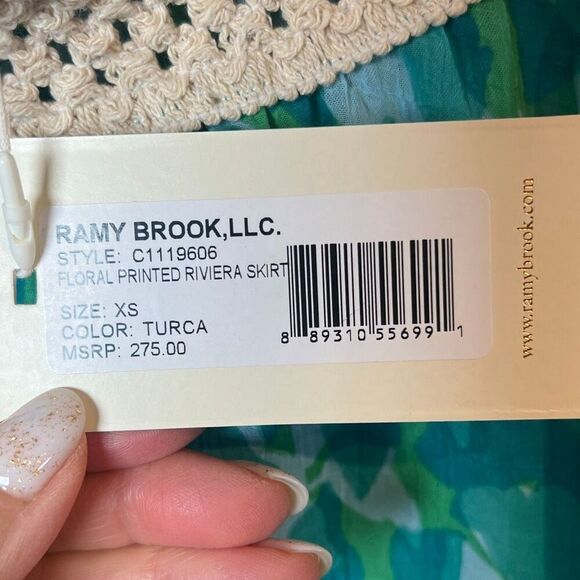 RAMY BROOK,LLC.
STYLE: C1119606
FLORAL PRINTED RIVIERA SKIRT
SIZE: XS
COLOR: TURCA
MSRP: 275.00
8 89310 55699 1
www.ramybrook.com